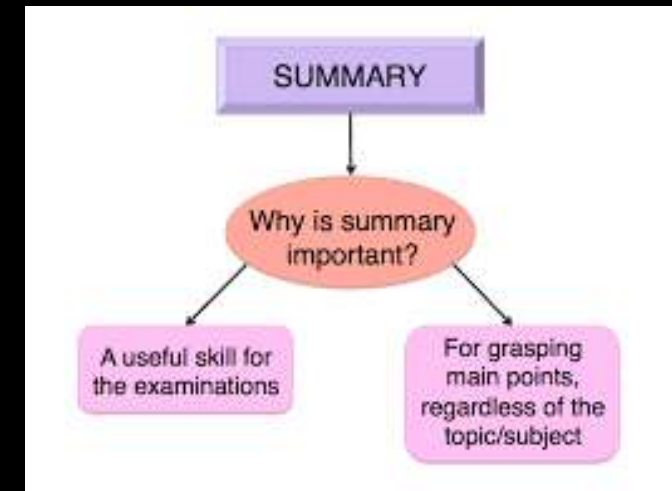 SUMMARY
Why is summary
important?
A useful skill for
the examinations
For grasping
main points,
regardless of the
topic/subject